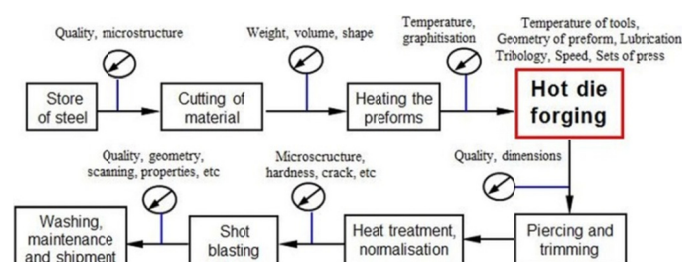 Quality, microstructure
Weight, volume, shape
Temperature,
graphitisation
Temperature of tools,
Geometry of preform, Lubrication
Tribology, Speed, Sets of press
Store
of steel
Cutting of
material
Heating the
preforms
Hot die
forging
Quality, geometry,
scanning, properties, etc
Microscructure,
hardness, crack, etc
Quality, dimensions
Washing,
maintenance
and shipment
Shot
blasting
Heat treatment,
normalisation
Piercing and
trimming